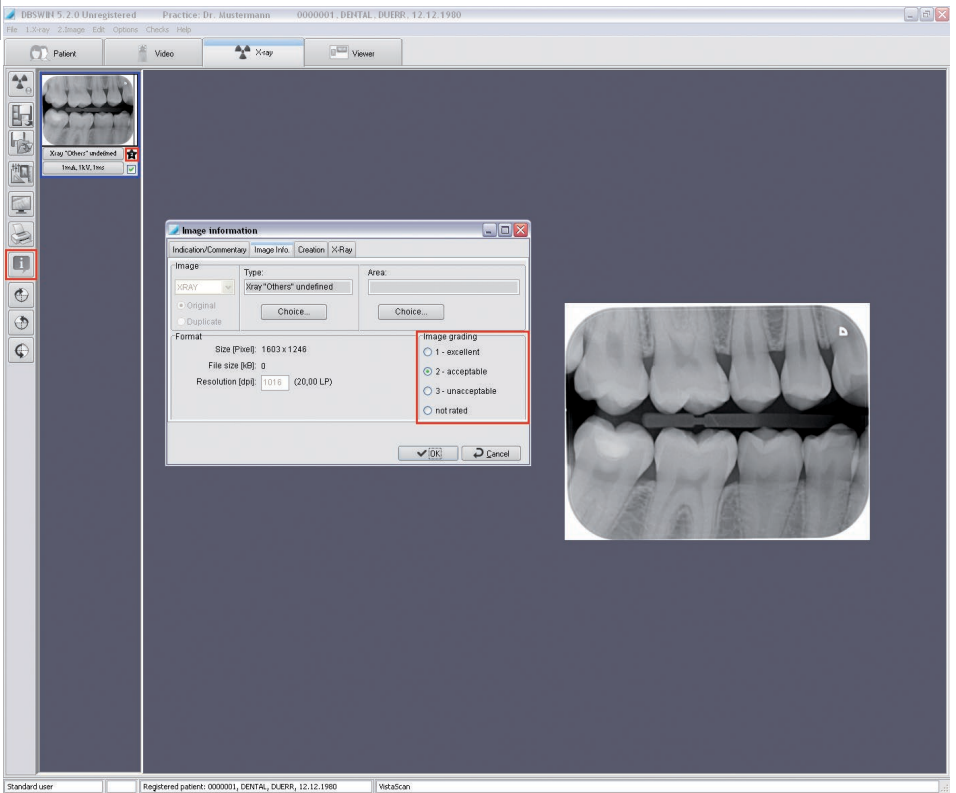 DBSWIN 5.2.0 Unregistered Practice: Dr. Mustermann 0000001, DENTAL, DUERR, 12.12.1980
File 1.X-ray 2.Image Edit Options Checks Help
Patient Video X-ray Viewer
Xray "Others" undefined
1mA, 1kV, 1ms
Image information
Indication/Commentary Image Info. Creation X-Ray
Image Type: Area:
XRAY Xray "Others" undefined
Original Choice... Choice...
Duplicate
Format Image grading
Size [Pixel]: 1603 x 1246 1 - excellent
File size [kB]: 0 2 - acceptable
Resolution [dpi]: 1016 (20,00 LP) 3 - unacceptable
not rated
OK Cancel
D
Standard user Registered patient: 0000001, DENTAL, DUERR, 12.12.1980 VistaScan